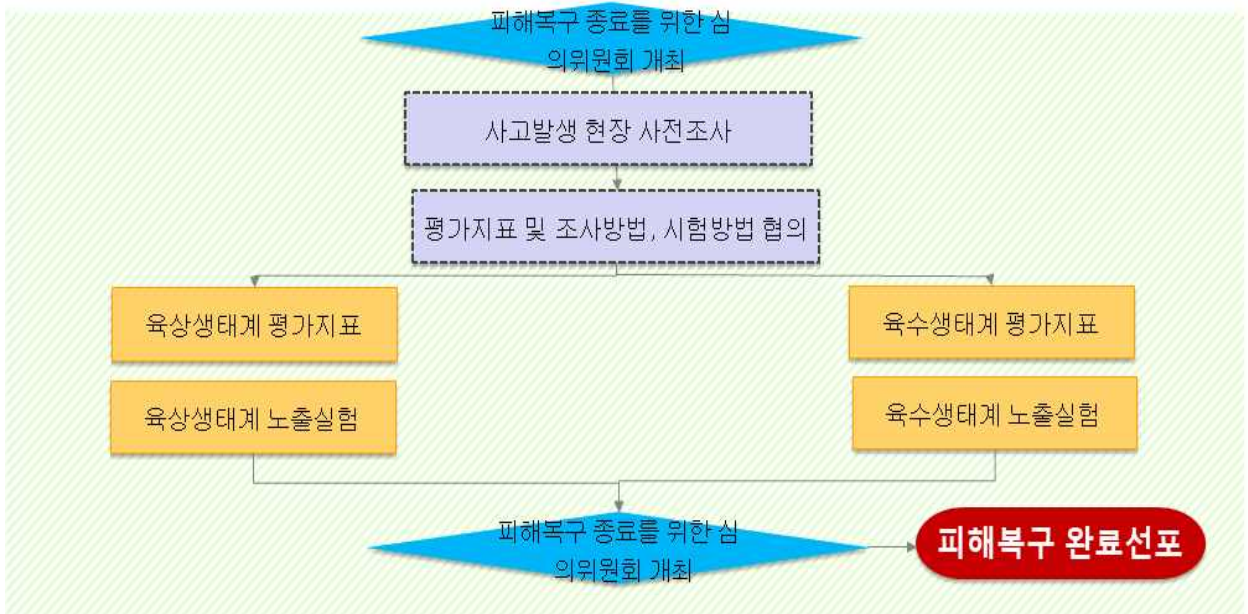 피해복구 종료를 위한 심
의위원회 개최
사고발생 현장 사전조사
평가지표 및 조사방법, 시험방법 협의
육상생태계 평가지표
육수생태계 평가지표
육상생태계 노출실험
육수생태계 노출실험
피해복구 종료를 위한 심
의위원회 개최
피해복구 완료선포